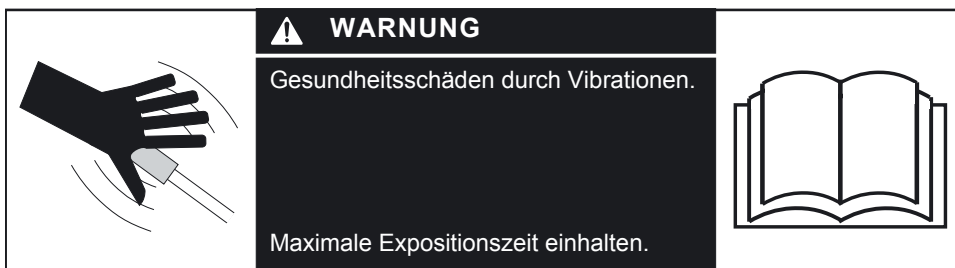 WARNUNG
Gesundheitsschäden durch Vibrationen.
Maximale Expositionszeit einhalten.